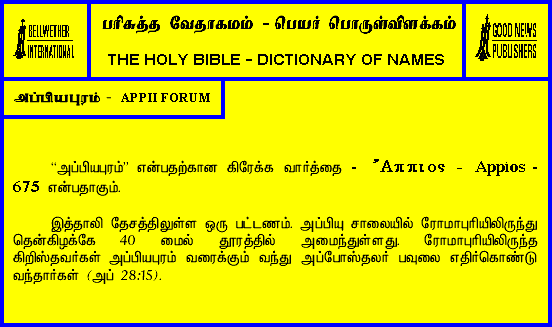 BELLWETHER
INTERNATIONAL
பரிசுத்த வேதாகமம் - பெயர் பொருள்விளக்கம்
THE HOLY BIBLE - DICTIONARY OF NAMES
GOOD NEWS
PUBLISHERS
அப்பியபுரம் - APPII FORUM
“அப்பியபுரம்” என்பதற்கான கிரேக்க வார்த்தை - Ἄππιος - Appios -
675 என்பதாகும்.
இத்தாலி தேசத்திலுள்ள ஒரு பட்டணம். அப்பியு சாலையில் ரோமாபுரியிலிருந்து
தென்கிழக்கே 40 மைல் தூரத்தில் அமைந்துள்ளது. ரோமாபுரியிலிருந்த
கிறிஸ்தவர்கள் அப்பியபுரம் வரைக்கும் வந்து அப்போஸ்தலர் பவுலை எதிர்கொண்டு
வந்தார்கள் (அப் 28:15).